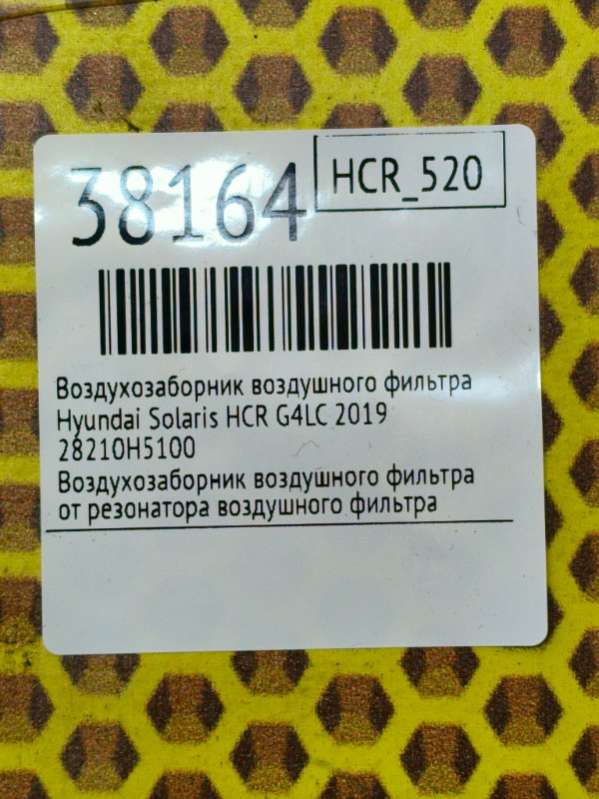 38164
HCR_520
Воздухозаборник воздушного фильтра
Hyundai Solaris HCR G4LC 2019
28210H5100
Воздухозаборник воздушного фильтра
от резонатора воздушного фильтра